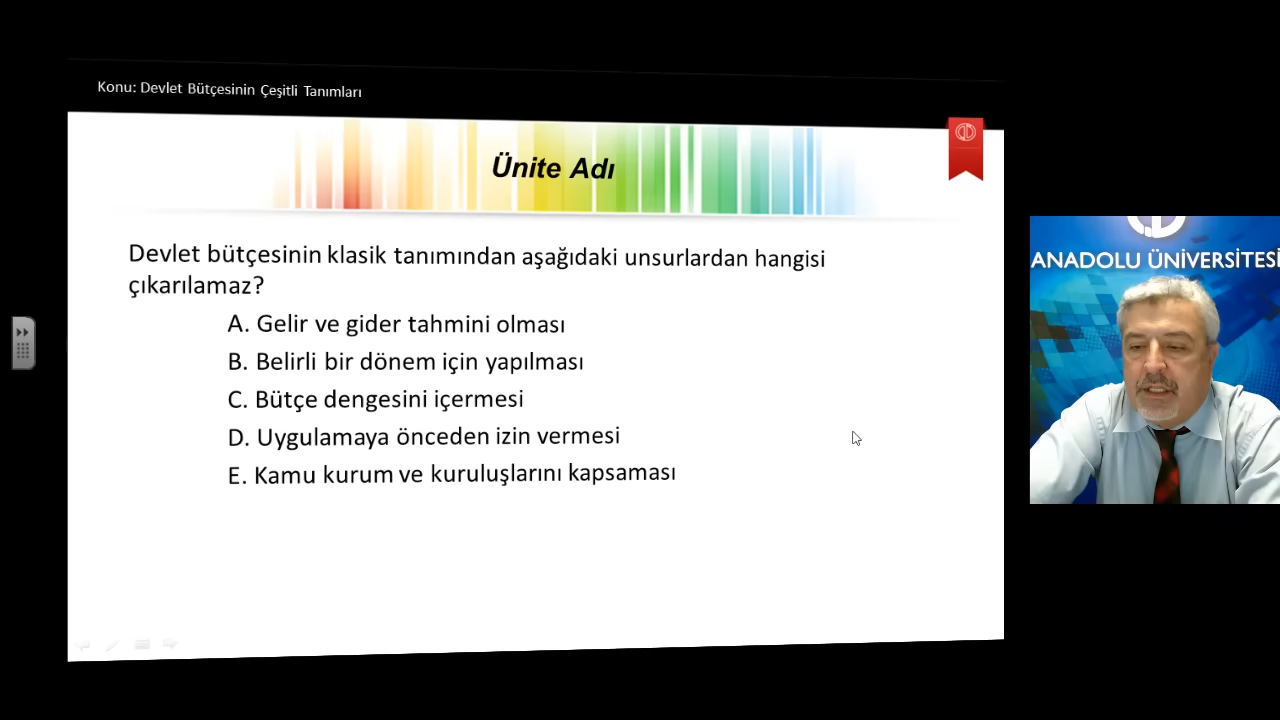 Konu: Devlet Bütçesinin Çeşitli Tanımları
Ünite Adı
Devlet bütçesinin klasik tanımından aşağıdaki unsurlardan hangisi
çıkarılamaz?
A. Gelir ve gider tahmini olması
B. Belirli bir dönem için yapılması
C. Bütçe dengesini içermesi
D. Uygulamaya önceden izin vermesi
E. Kamu kurum ve kuruluşlarını kapsaması
ANADOLU ÜNİVERSİTESİ